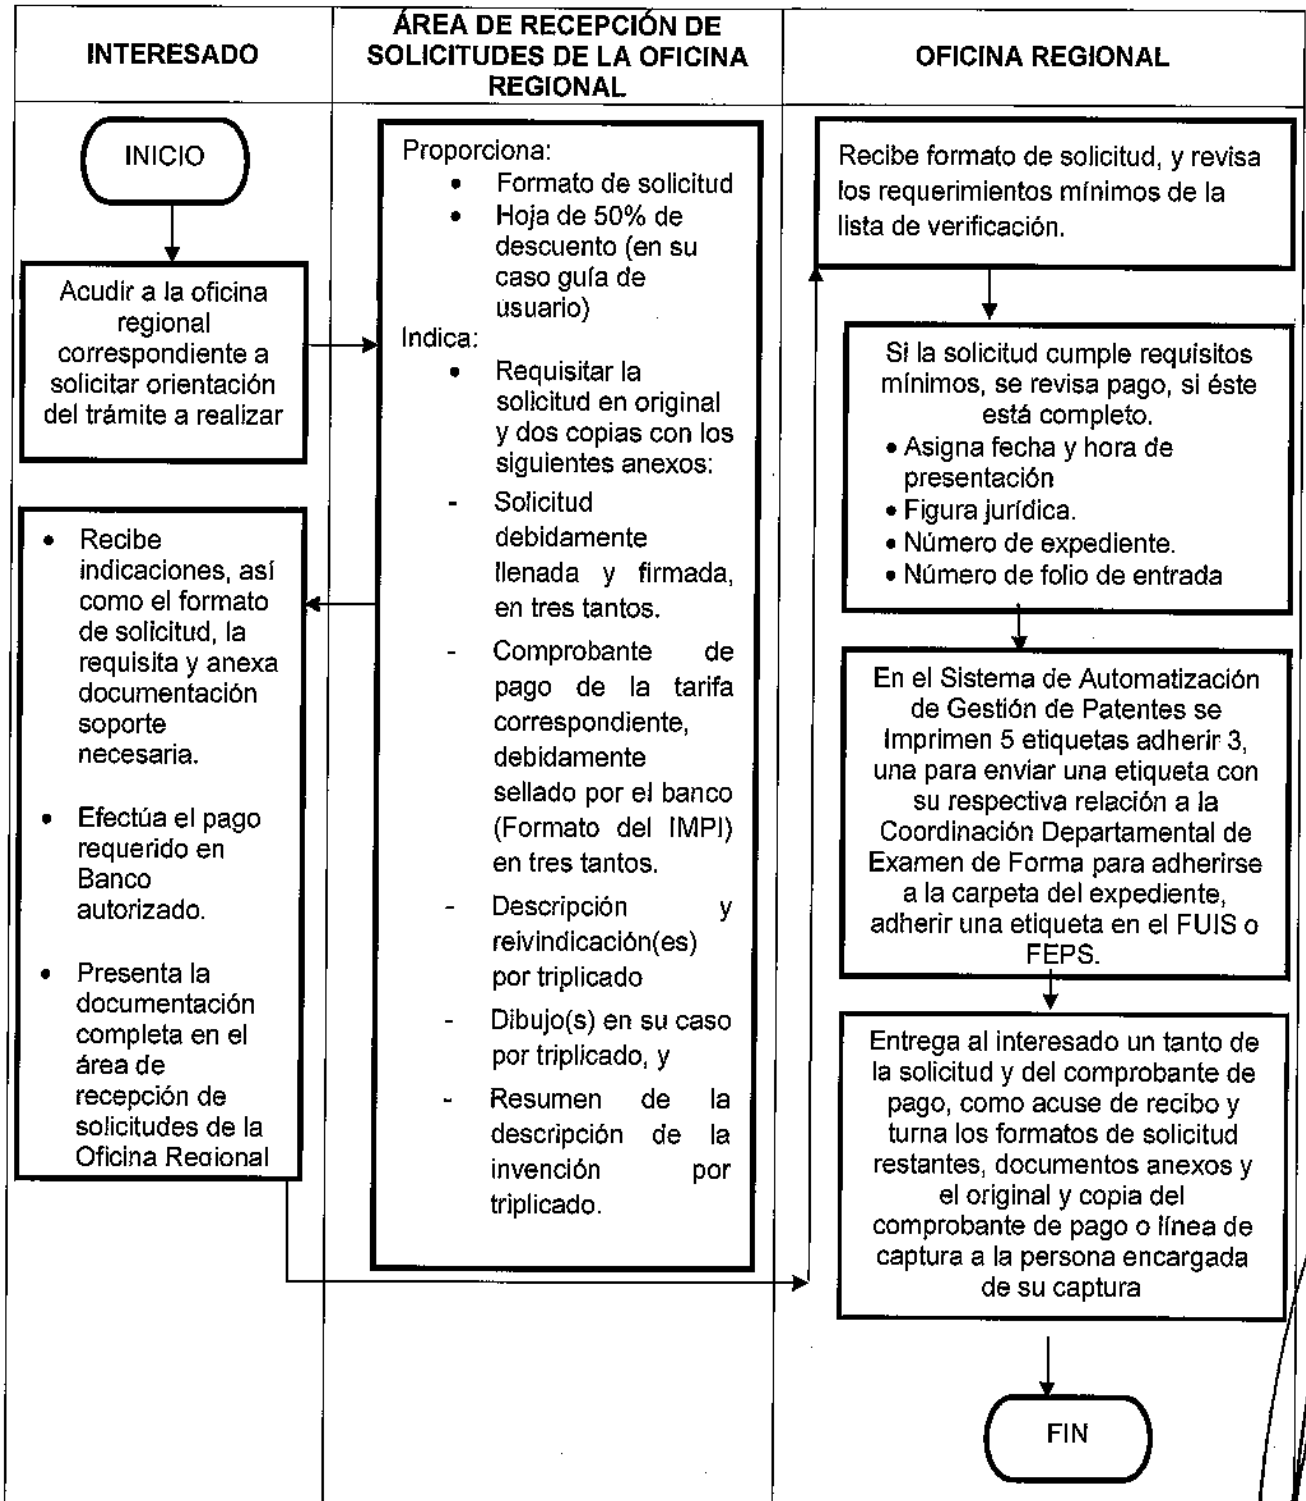 INTERESADO
ÁREA DE RECEPCIÓN DE
SOLICITUDES DE LA OFICINA
REGIONAL
OFICINA REGIONAL
INICIO
Acudir a la oficina
regional
correspondiente a
solicitar orientación
del trámite a realizar
• Recibe
indicaciones, así
como el formato
de solicitud, la
requisita y anexa
documentación
soporte
necesaria.
• Efectúa el pago
requerido en
Banco
autorizado.
• Presenta la
documentación
completa en el
área de
recepción de
solicitudes de la
Oficina Regional
Proporciona:
• Formato de solicitud
• Hoja de 50% de
descuento (en su
caso guía de
usuario)
Indica:
• Requisitar la
solicitud en original
y dos copias con los
siguientes anexos:
- Solicitud
debidamente
llenada y firmada,
en tres tantos.
- Comprobante de
pago de la tarifa
correspondiente,
debidamente
sellado por el banco
(Formato del IMPI)
en tres tantos.
- Descripción y
reivindicación(es)
por triplicado
- Dibujo(s) en su caso
por triplicado, y
- Resumen de la
descripción de la
invención por
triplicado.
Recibe formato de solicitud, y revisa
los requerimientos mínimos de la
lista de verificación.
Si la solicitud cumple requisitos
mínimos, se revisa pago, si éste
está completo.
• Asigna fecha y hora de
presentación
• Figura jurídica.
• Número de expediente.
• Número de folio de entrada
En el Sistema de Automatización
de Gestión de Patentes se
Imprimen 5 etiquetas adherir 3,
una para enviar una etiqueta con
su respectiva relación a la
Coordinación Departamental de
Examen de Forma para adherirse
a la carpeta del expediente,
adherir una etiqueta en el FUIS o
FEPS.
Entrega al interesado un tanto de
la solicitud y del comprobante de
pago, como acuse de recibo y
turna los formatos de solicitud
restantes, documentos anexos y
el original y copia del
comprobante de pago o línea de
captura a la persona encargada
de su captura
FIN